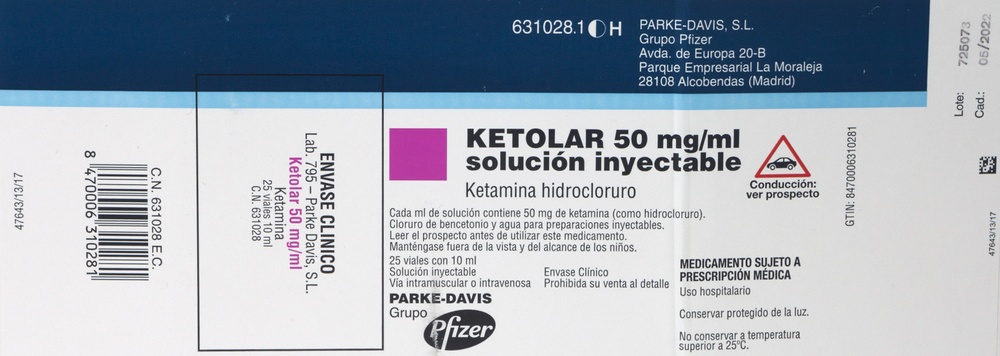 631028.1 H
PARKE-DAVIS, S.L.
Grupo Pfizer
Avda. de Europa 20-B
Parque Empresarial La Moraleja
28108 Alcobendas (Madrid)
Lote: 725073
Cad.: 05/2022
47643/13/17
C.N. 631028 E.C.
8 470006 310281
ENVASE CLINICO
Lab. 795 – Parke Davis, S.L.
Ketolar 50 mg/ml
Ketamina
25 viales 10 ml
C.N. 631028
KETOLAR 50 mg/ml
solución inyectable
Ketamina hidrocloruro
Conducción:
ver prospecto
GTIN: 8470006310281
Cada ml de solución contiene 50 mg de ketamina (como hidrocloruro).
Cloruro de bencetonio y agua para preparaciones inyectables.
Leer el prospecto antes de utilizar este medicamento.
Manténgase fuera de la vista y del alcance de los niños.
25 viales con 10 ml
Solución inyectable
Vía intramuscular o intravenosa
Envase Clínico
Prohibida su venta al detalle
PARKE-DAVIS
Grupo
Pfizer
MEDICAMENTO SUJETO A
PRESCRIPCIÓN MÉDICA
Uso hospitalario
Conservar protegido de la luz.
No conservar a temperatura
superior a 25ºC.
47643/13/17